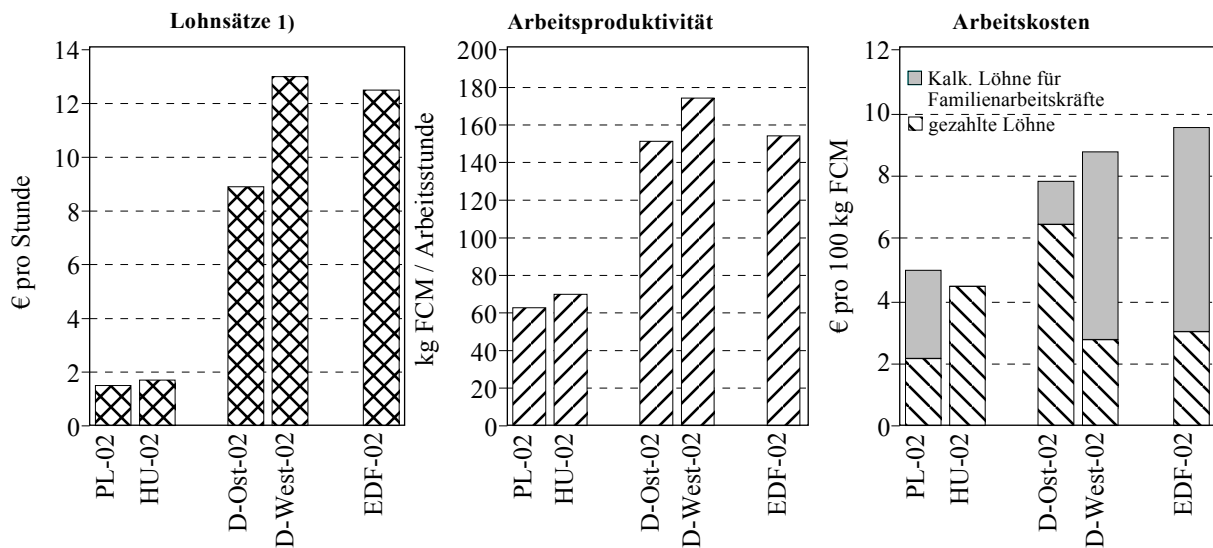 Lohnsätze 1)
€ pro Stunde
14
12
10
8
6
4
2
0
PL-02
HU-02
D-Ost-02
D-West-02
EDF-02
Arbeitsproduktivität
kg FCM / Arbeitsstunde
200
180
160
140
120
100
80
60
40
20
0
PL-02
HU-02
D-Ost-02
D-West-02
EDF-02
Arbeitskosten
€ pro 100 kg FCM
12
10
8
6
4
2
0
Kalk. Löhne für
Familienarbeitskräfte
gezahlte Löhne
PL-02
HU-02
D-Ost-02
D-West-02
EDF-02